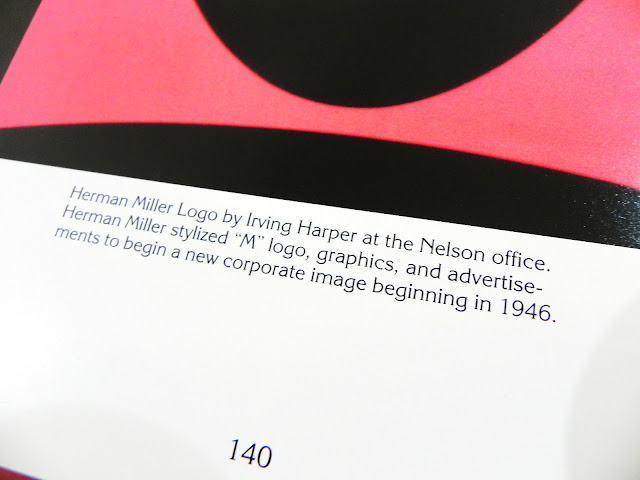 Herman Miller Logo by Irving Harper at the Nelson office.
Herman Miller stylized “M” logo, graphics, and advertise-
ments to begin a new corporate image beginning in 1946.
140